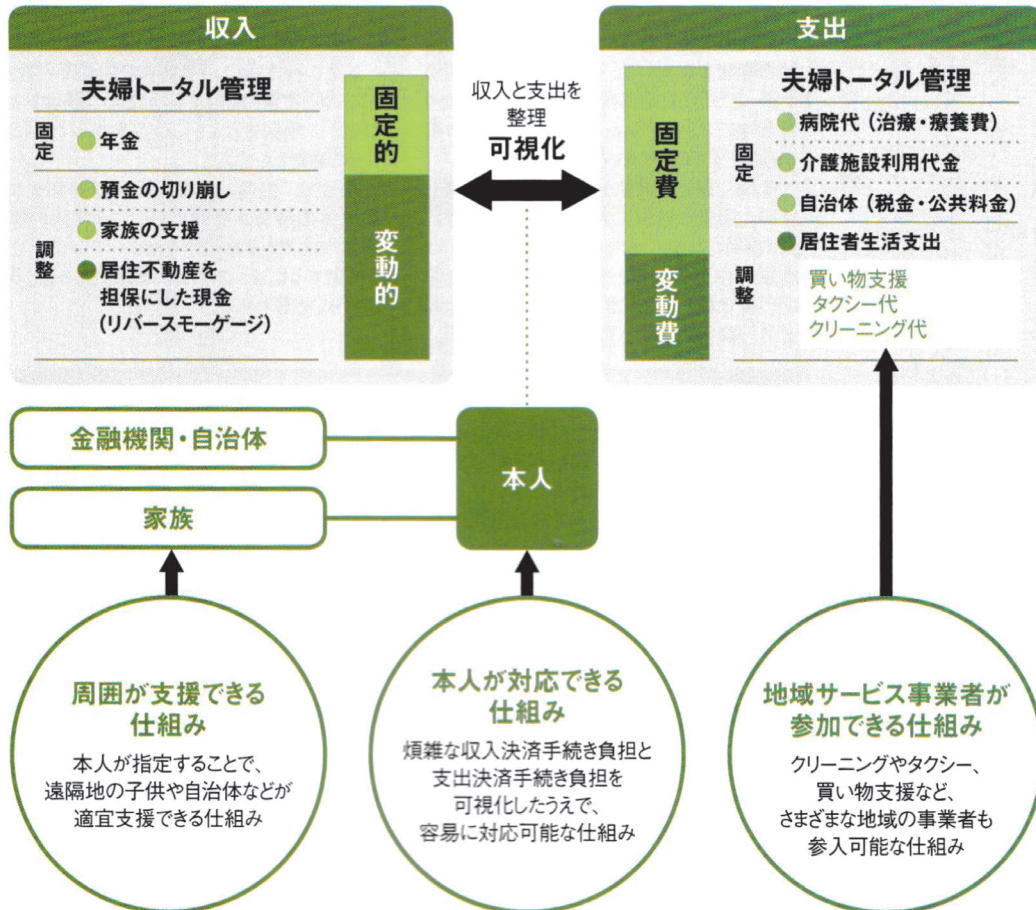 収入
夫婦トータル管理
固定
年金
調整
預金の切り崩し
家族の支援
居住不動産を
担保にした現金
(リバースモーゲージ)
固定的
変動的
収入と支出を
整理
可視化
支出
固定費
変動費
夫婦トータル管理
固定
病院代（治療・療養費）
介護施設利用代金
自治体（税金・公共料金）
調整
居住者生活支出
買い物支援
タクシー代
クリーニング代
金融機関・自治体
家族
本人
周囲が支援できる
仕組み
本人が指定することで、
遠隔地の子供や自治体などが
適宜支援できる仕組み
本人が対応できる
仕組み
煩雑な収入決済手続き負担と
支出決済手続き負担を
可視化したうえで、
容易に対応可能な仕組み
地域サービス事業者が
参加できる仕組み
クリーニングやタクシー、
買い物支援など、
さまざまな地域の事業者も
参入可能な仕組み